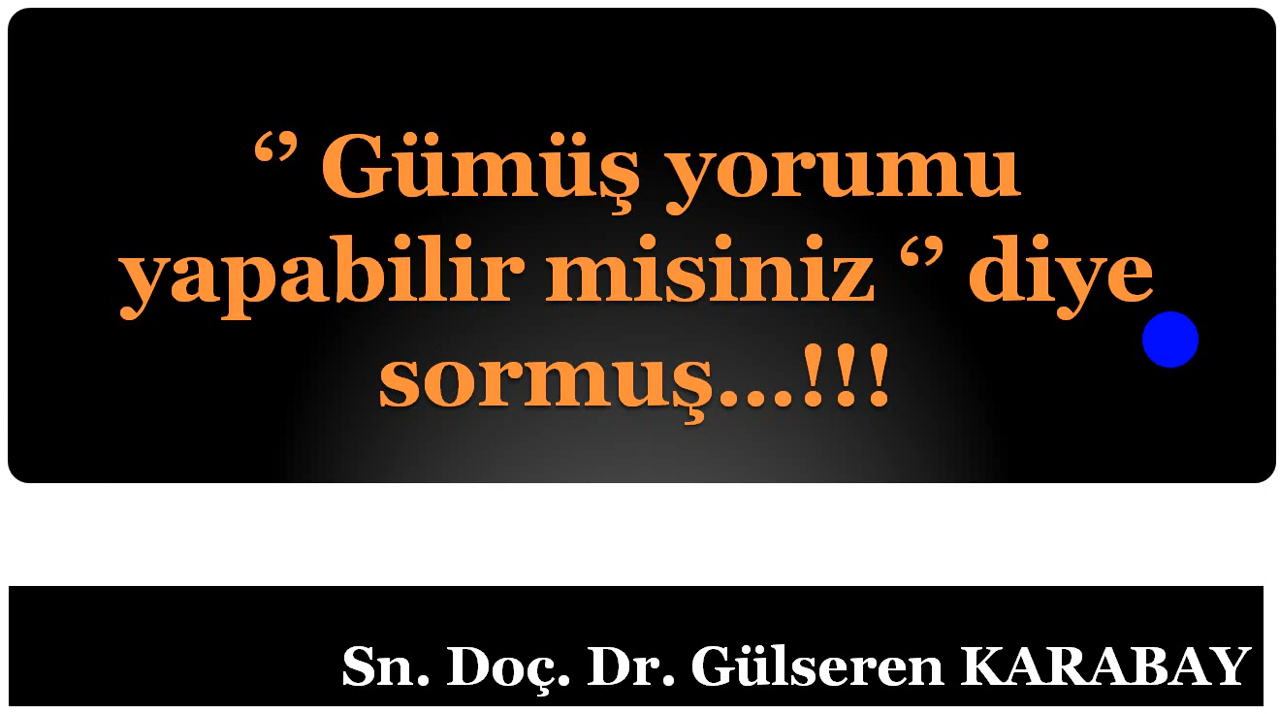 ‘’ Gümüş yorumu
yapabilir misiniz ‘’ diye
sormuş...!!!
Sn. Doç. Dr. Gülseren KARABAY